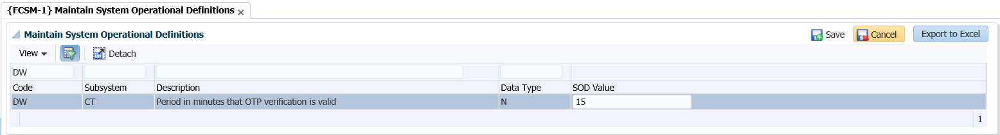 {FCSM-1} Maintain System Operational Definitions
Maintain System Operational Definitions Save Cancel Export to Excel
View Detach
DW
Code Subsystem Description Data Type SOD Value
DW CT Period in minutes that OTP verification is valid N 15
1